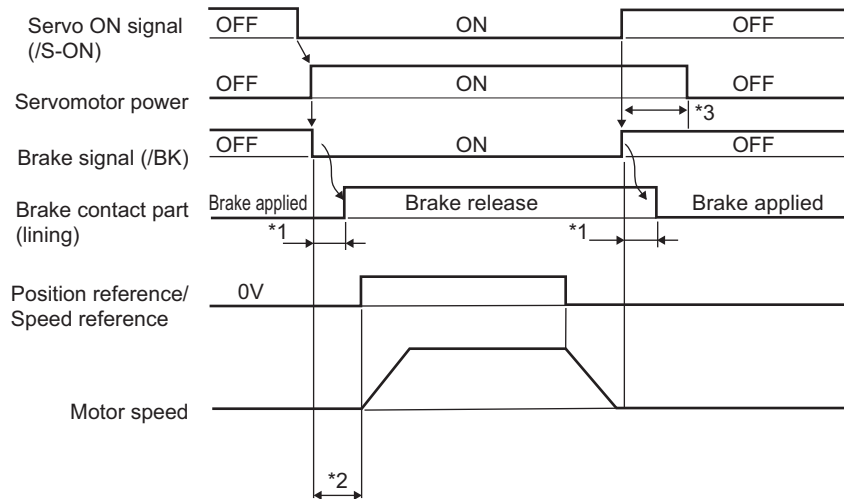 Servo ON signal
(/S-ON)
OFF ON OFF
Servomotor power
OFF ON OFF
*3
Brake signal (/BK)
OFF ON OFF
Brake contact part
(lining)
Brake applied Brake release Brake applied
*1 *1
Position reference/
Speed reference
0V
Motor speed
*2